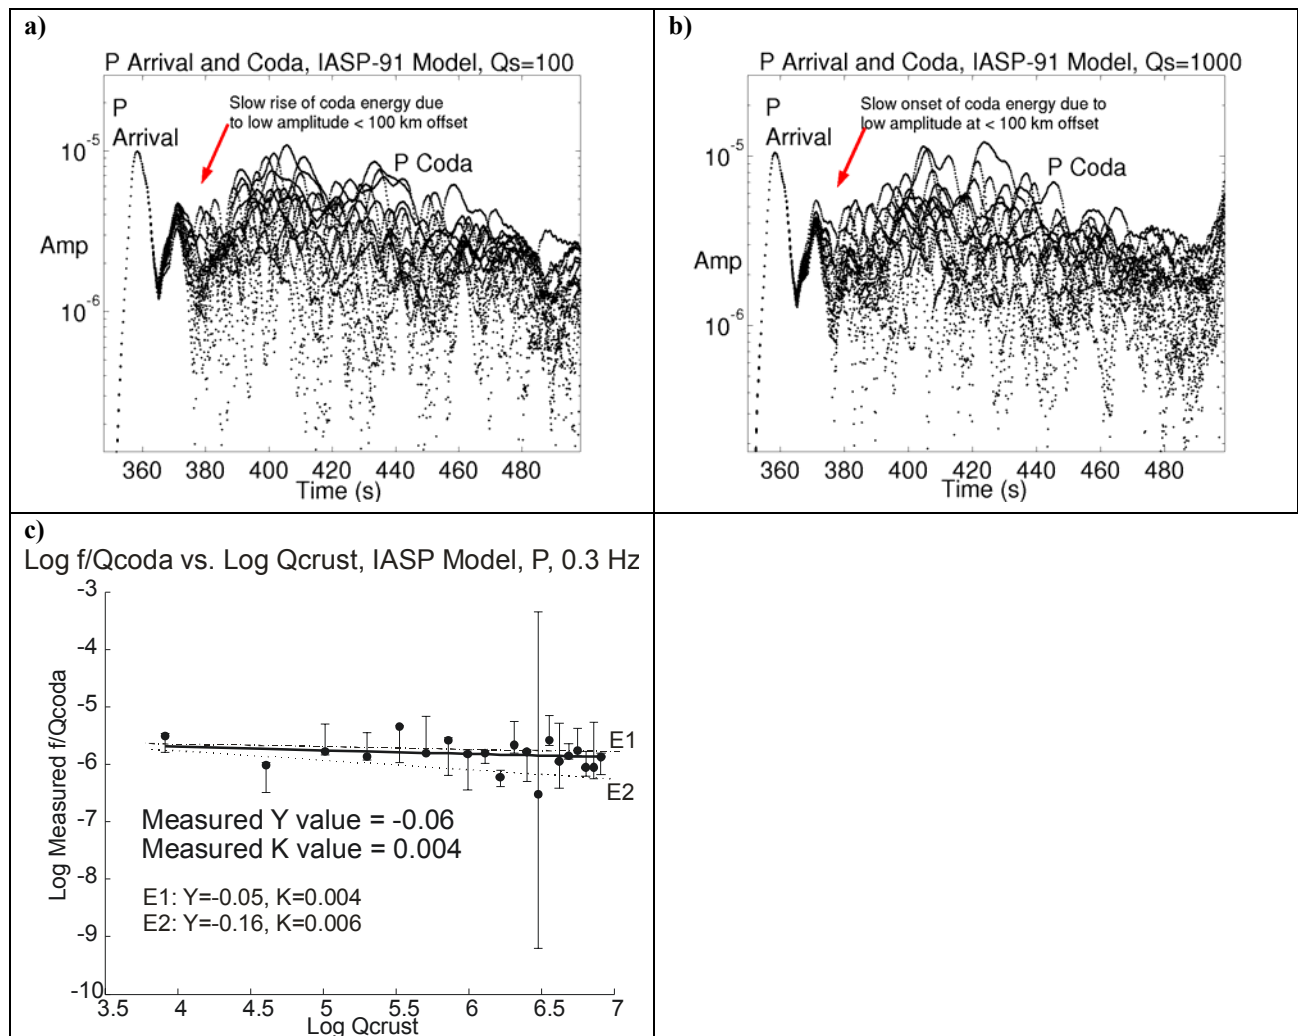 a)
P Arrival and Coda, IASP-91 Model, Qs=100
P
Arrival
Slow rise of coda energy due
to low amplitude < 100 km offset
P Coda
10-5
Amp
10-6
360 380 400 420 440 460 480
Time (s)
b)
P Arrival and Coda, IASP-91 Model, Qs=1000
P
Arrival
Slow onset of coda energy due to
low amplitude at < 100 km offset
P Coda
10-5
Amp
10-6
360 380 400 420 440 460 480
Time (s)
c)
Log f/Qcoda vs. Log Qcrust, IASP Model, P, 0.3 Hz
Log Measured f/Qcoda
-3
-4
-5
-6
-7
-8
-9
-10
E1
E2
Measured Y value = -0.06
Measured K value = 0.004
E1: Y=-0.05, K=0.004
E2: Y=-0.16, K=0.006
3.5 4 4.5 5 5.5 6 6.5 7
Log Qcrust